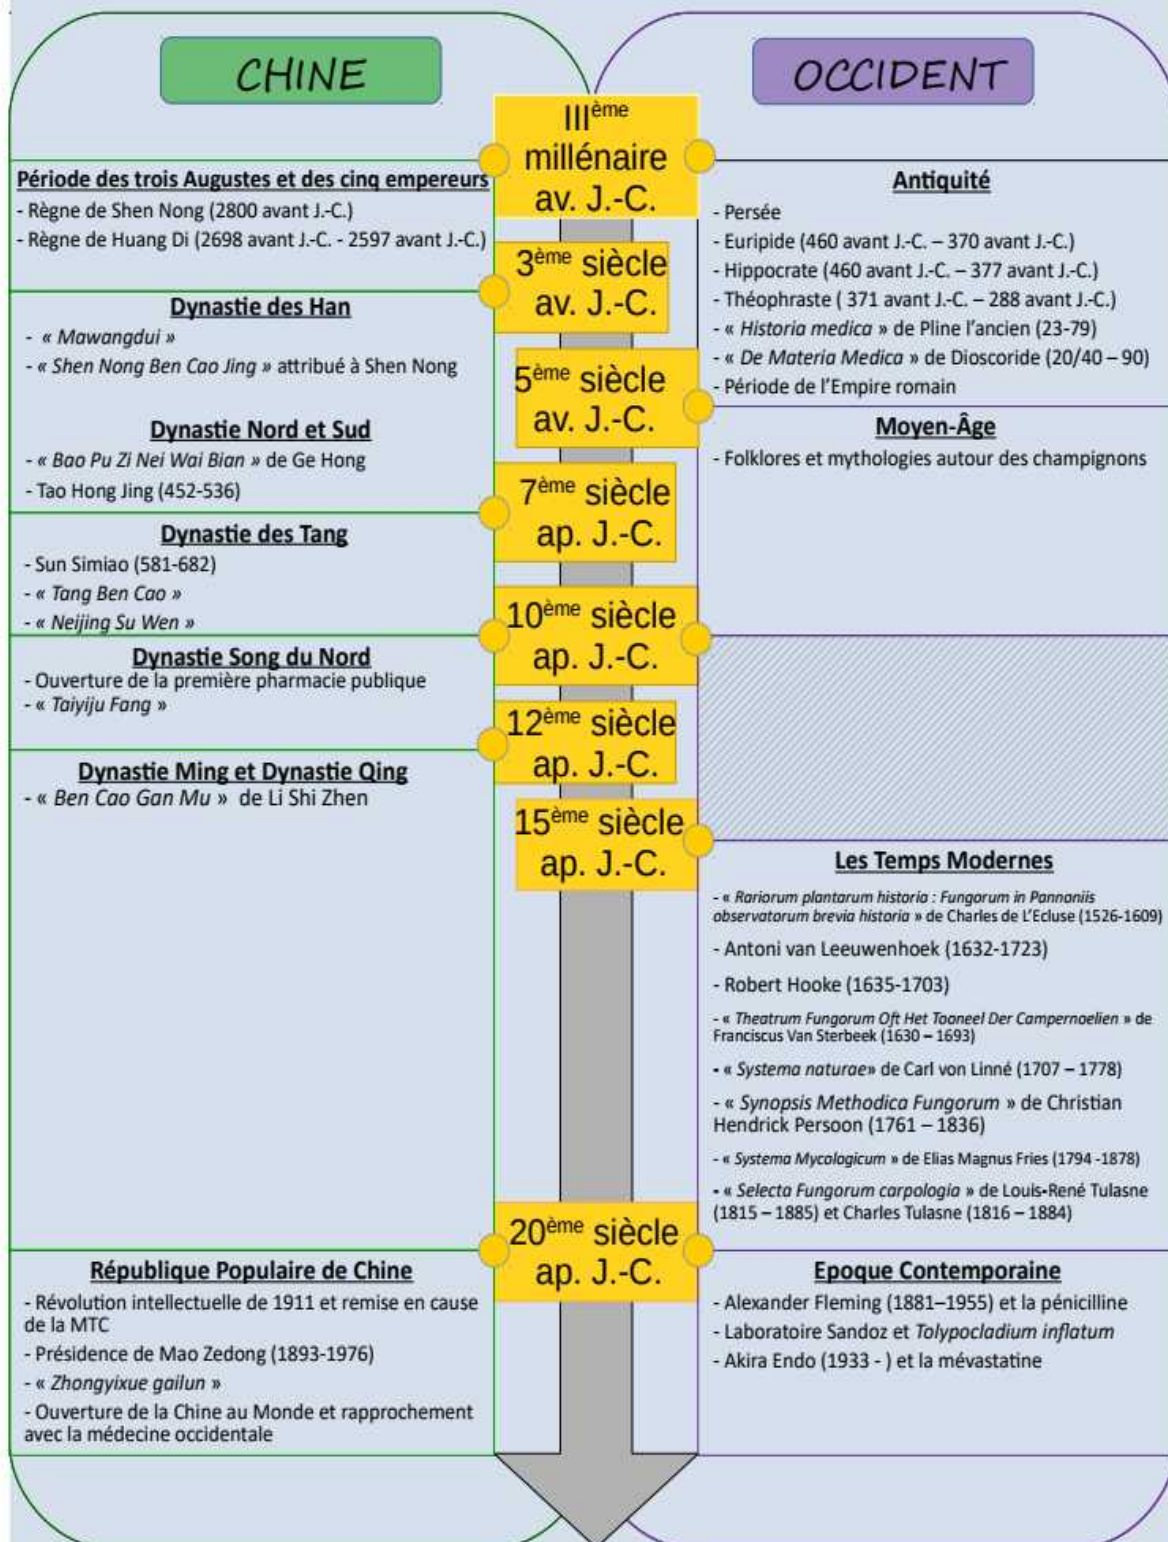 CHINE
Période des trois Augustes et des cinq empereurs
- Règne de Shen Nong (2800 avant J.-C.)
- Règne de Huang Di (2698 avant J.-C. - 2597 avant J.-C.)
Dynastie des Han
- « Mawangdui »
- « Shen Nong Ben Cao Jing » attribué à Shen Nong
Dynastie Nord et Sud
- « Bao Pu Zi Nei Wai Bian » de Ge Hong
- Tao Hong Jing (452-536)
Dynastie des Tang
- Sun Simiao (581-682)
- « Tang Ben Cao »
- « Neijing Su Wen »
Dynastie Song du Nord
- Ouverture de la première pharmacie publique
- « Taiyiju Fang »
Dynastie Ming et Dynastie Qing
- « Ben Cao Gan Mu » de Li Shi Zhen
République Populaire de Chine
- Révolution intellectuelle de 1911 et remise en cause
de la MTC
- Présidence de Mao Zedong (1893-1976)
- « Zhongyixue gailun »
- Ouverture de la Chine au Monde et rapprochement
avec la médecine occidentale
IIIème
millénaire
av. J.-C.
3ème siècle
av. J.-C.
5ème siècle
av. J.-C.
7ème siècle
ap. J.-C.
10ème siècle
ap. J.-C.
12ème siècle
ap. J.-C.
15ème siècle
ap. J.-C.
20ème siècle
ap. J.-C.
OCCIDENT
Antiquité
- Persée
- Euripide (460 avant J.-C. – 370 avant J.-C.)
- Hippocrate (460 avant J.-C. – 377 avant J.-C.)
- Théophraste ( 371 avant J.-C. – 288 avant J.-C.)
- « Historia medica » de Pline l’ancien (23-79)
- « De Materia Medica » de Dioscoride (20/40 – 90)
- Période de l’Empire romain
Moyen-Âge
- Folklores et mythologies autour des champignons
Les Temps Modernes
- « Rariorum plantarum historia : Fungorum in Pannoniis
observatorum brevia historia » de Charles de L’Ecluse (1526-1609)
- Antoni van Leeuwenhoek (1632-1723)
- Robert Hooke (1635-1703)
- « Theatrum Fungorum Oft Het Tooneel Der Campernoelien » de
Franciscus Van Sterbeek (1630 – 1693)
- « Systema naturae» de Carl von Linné (1707 – 1778)
- « Synopsis Methodica Fungorum » de Christian
Hendrick Persoon (1761 – 1836)
- « Systema Mycologicum » de Elias Magnus Fries (1794 -1878)
- « Selecta Fungorum carpologia » de Louis-René Tulasne
(1815 – 1885) et Charles Tulasne (1816 – 1884)
Epoque Contemporaine
- Alexander Fleming (1881–1955) et la pénicilline
- Laboratoire Sandoz et Tolypocladium inflatum
- Akira Endo (1933 - ) et la mévastatine